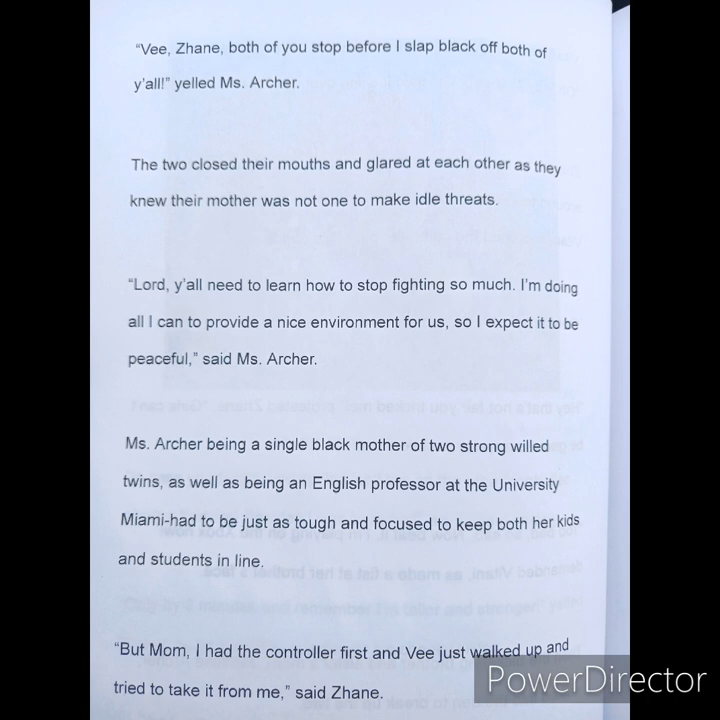 “Vee, Zhane, both of you stop before I slap black off both of
y'all!” yelled Ms. Archer.
The two closed their mouths and glared at each other as they
knew their mother was not one to make idle threats.
“Lord, y'all need to learn how to stop fighting so much. I'm doing
all I can to provide a nice environment for us, so I expect it to be
peaceful,” said Ms. Archer.
Ms. Archer being a single black mother of two strong willed
twins, as well as being an English professor at the University
Miami-had to be just as tough and focused to keep both her kids
and students in line.
“But Mom, I had the controller first and Vee just walked up and
tried to take it from me,” said Zhane.
PowerDirector